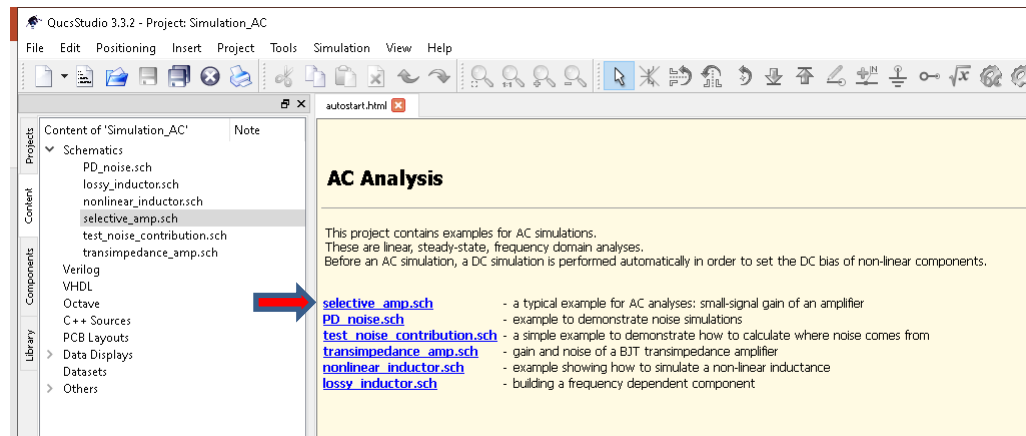 QucsStudio 3.3.2 - Project: Simulation_AC
File Edit Positioning Insert Project Tools Simulation View Help
autostart.html
Projects
Content
Components
Library
Content of 'Simulation_AC' Note
Schematics
PD_noise.sch
lossy_inductor.sch
nonlinear_inductor.sch
selective_amp.sch
test_noise_contribution.sch
transimpedance_amp.sch
Verilog
VHDL
Octave
C++ Sources
PCB Layouts
Data Displays
Datasets
Others
AC Analysis
This project contains examples for AC simulations.
These are linear, steady-state, frequency domain analyses.
Before an AC simulation, a DC simulation is performed automatically in order to set the DC bias of non-linear components.
selective_amp.sch - a typical example for AC analyses: small-signal gain of an amplifier
PD_noise.sch - example to demonstrate noise simulations
test_noise_contribution.sch - a simple example to demonstrate how to calculate where noise comes from
transimpedance_amp.sch - gain and noise of a BJT transimpedance amplifier
nonlinear_inductor.sch - example showing how to simulate a non-linear inductance
lossy_inductor.sch - building a frequency dependent component